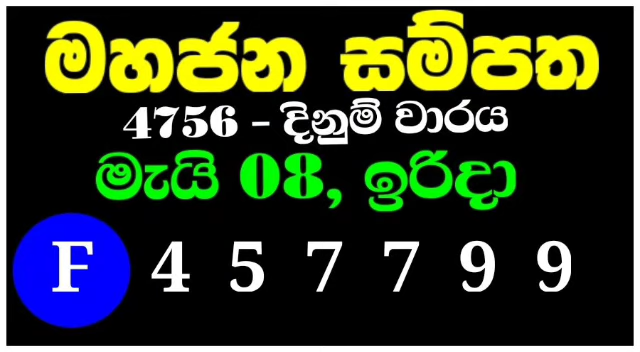 මහජන සම්පත
4756 - දිනුම් වාරය
මැයි 08, ඉරිදා
F 4 5 7 7 9 9